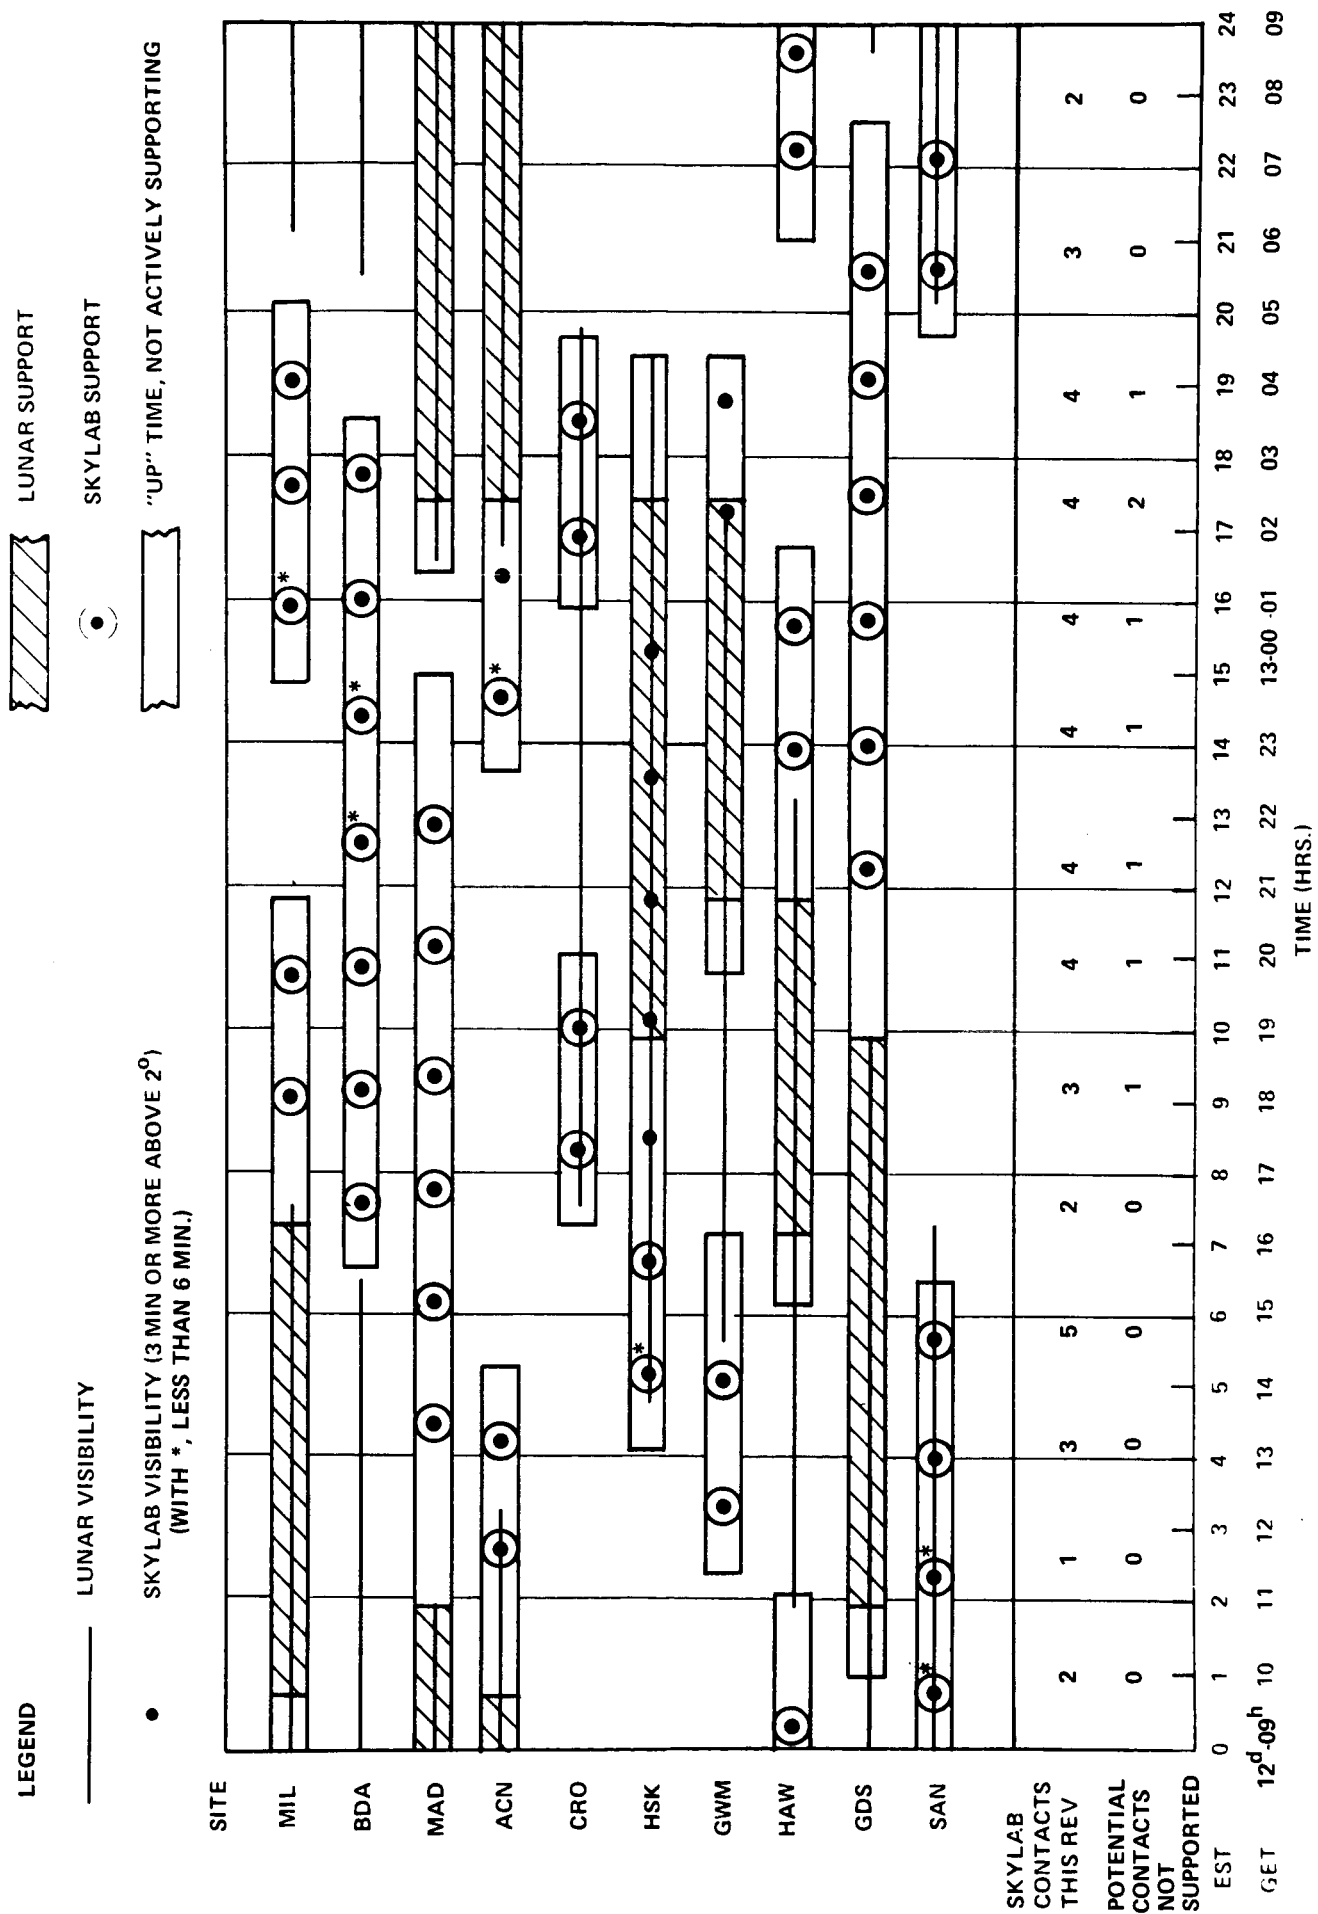 LEGEND
LUNAR VISIBILITY
LUNAR SUPPORT
SKYLAB VISIBILITY (3 MIN OR MORE ABOVE 2°)
(WITH *, LESS THAN 6 MIN.)
SKYLAB SUPPORT
"UP" TIME, NOT ACTIVELY SUPPORTING
SITE
MIL
*
BDA
* *
MAD
ACN
*
CRO
HSK
*
GWM
HAW
GDS
SAN
* *
SKYLAB
CONTACTS
THIS REV
2 1 3 5 2 3 4 4 4 4 4 4 3 2
POTENTIAL
CONTACTS
NOT
SUPPORTED
0 0 0 0 0 1 1 1 1 1 2 1 0 0
EST 0 1 2 3 4 5 6 7 8 9 10 11 12 13 14 15 16 17 18 19 20 21 22 23 24
GET 12d-09h 10 11 12 13 14 15 16 17 18 19 20 21 22 23 13-00 -01 02 03 04 05 06 07 08 09
TIME (HRS.)